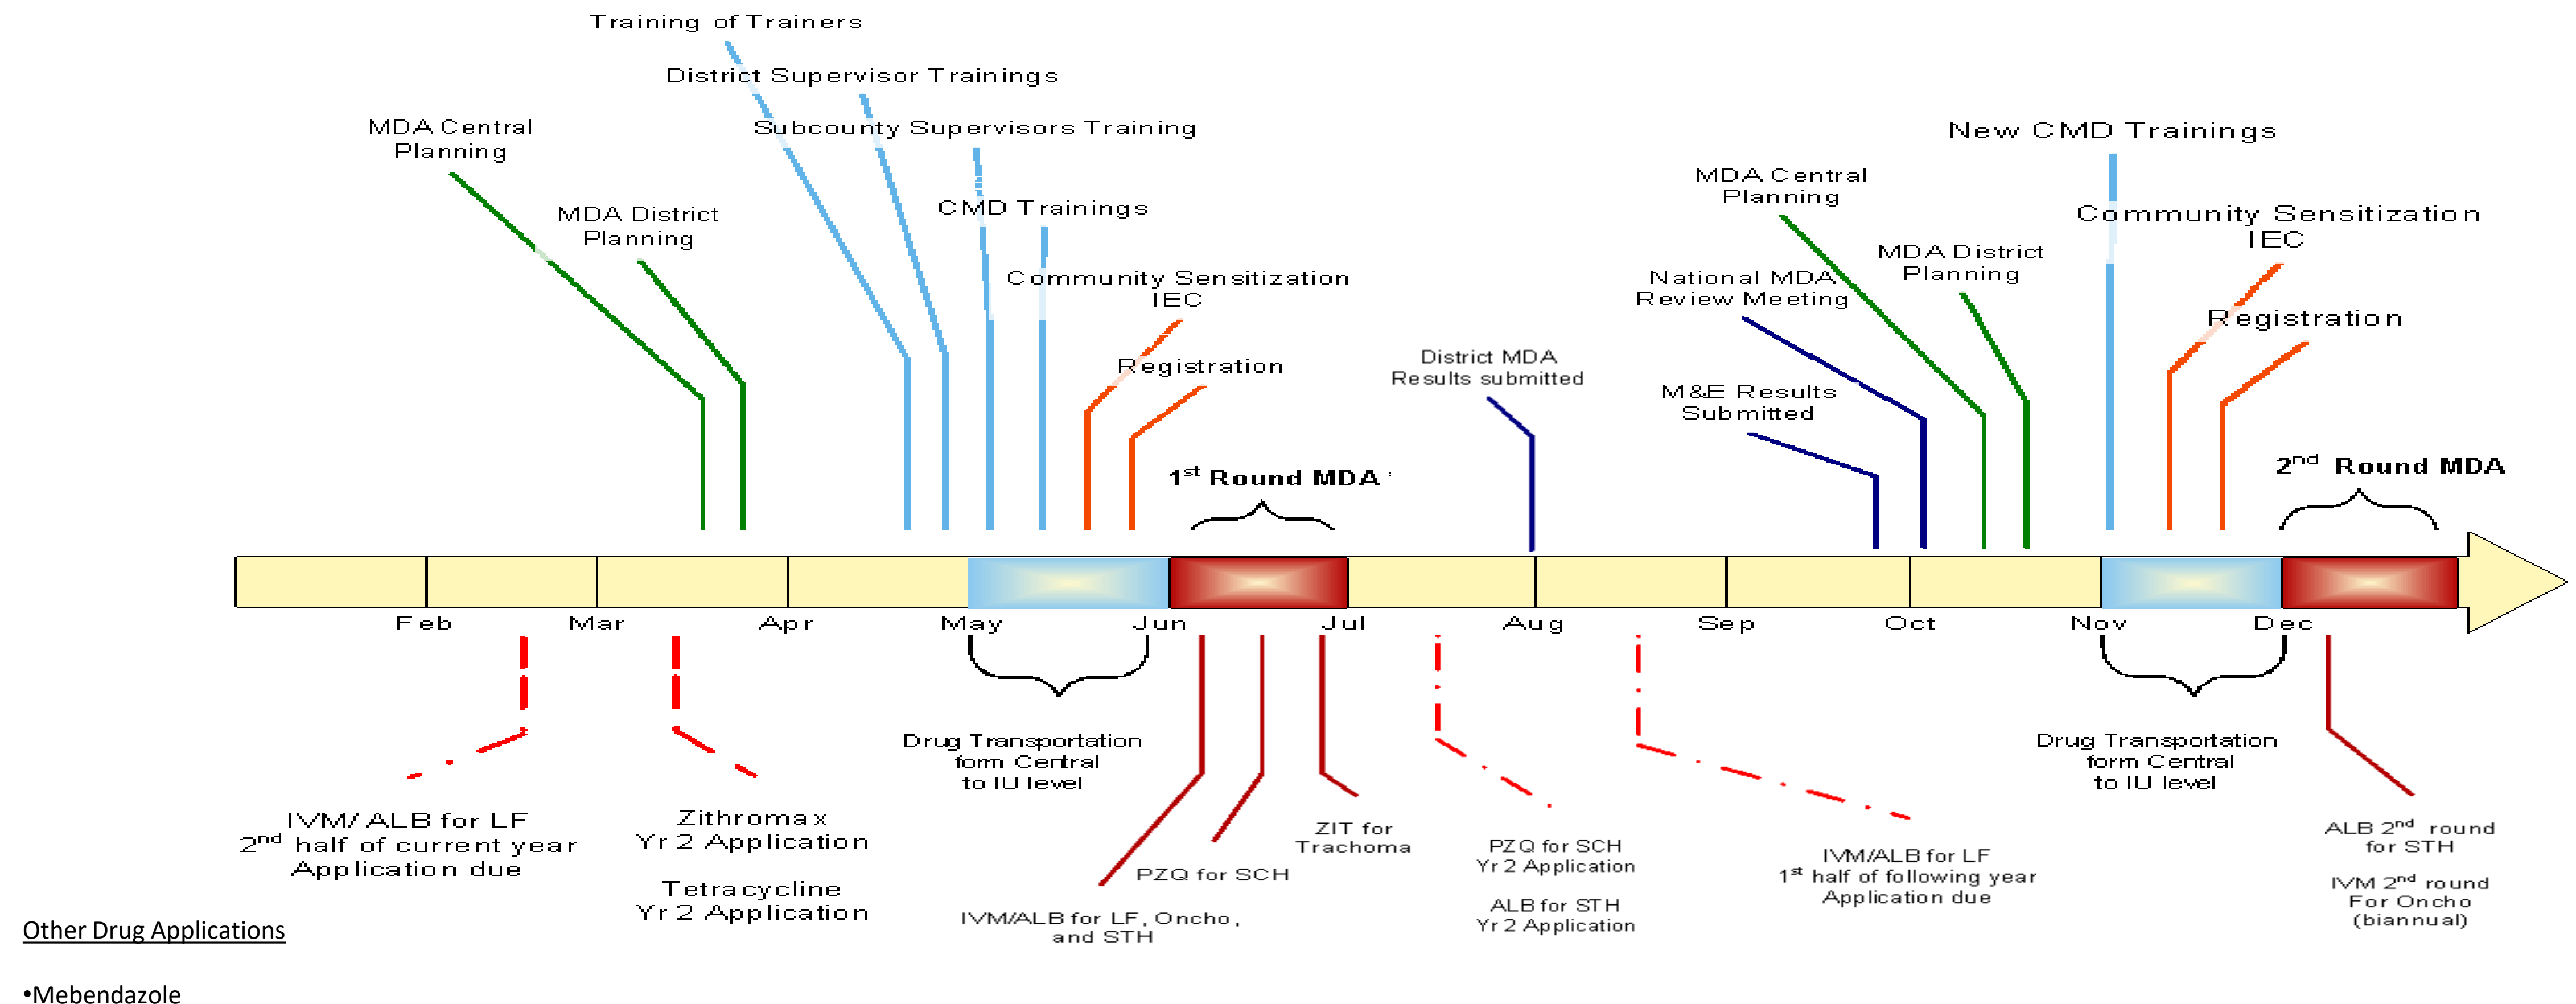 Training of Trainers
District Supervisor Trainings
Subcounty Supervisors Training
MDA Central
Planning
MDA District
Planning
CMD Trainings
Community Sensitization
IEC
Registration
1st Round MDA
District MDA
Results submitted
New CMD Trainings
MDA Central
Planning
Community Sensitization
IEC
MDA District
Planning
National MDA
Review Meeting
Registration
M&E Results
Submitted
2nd Round MDA
Feb
Mar
Apr
May
Jun
Jul
Aug
Sep
Oct
Nov
Dec
IVM/ ALB for LF
2nd half of current year
Application due
Zithromax
Yr 2 Application
Tetracycline
Yr 2 Application
Drug Transportation
form Central
to IU level
IVM/ALB for LF, Oncho,
and STH
PZQ for SCH
ZIT for
Trachoma
PZQ for SCH
Yr 2 Application
ALB for STH
Yr 2 Application
IVM/ALB for LF
1st half of following year
Application due
Drug Transportation
form Central
to IU level
ALB 2nd round
for STH
IVM 2nd round
For Oncho
(biannual)
Other Drug Applications
•Mebendazole